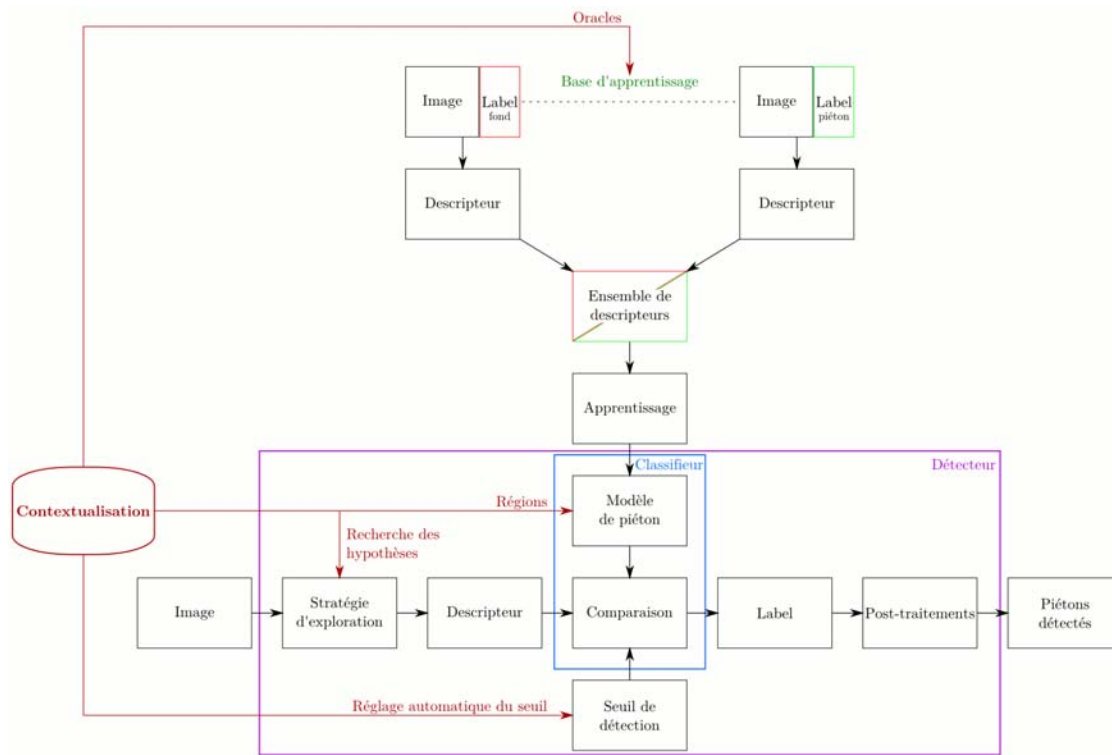 Oracles
Base d'apprentissage
Image
Label
fond
Image
Label
piéton
Descripteur
Descripteur
Ensemble de
descripteurs
Apprentissage
Classifieur
Détecteur
Contextualisation
Régions
Modèle
de piéton
Recherche des
hypothèses
Image
Stratégie
d'exploration
Descripteur
Comparaison
Label
Post-traitements
Piétons
détectés
Réglage automatique du seuil
Seuil de
détection